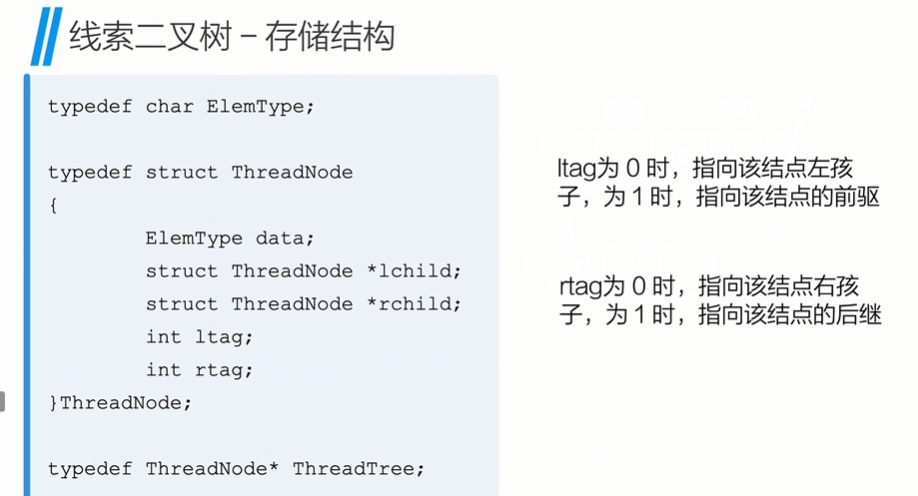 线索二叉树 – 存储结构
typedef char ElemType;
typedef struct ThreadNode
{
ElemType data;
struct ThreadNode *lchild;
struct ThreadNode *rchild;
int ltag;
int rtag;
}ThreadNode;
typedef ThreadNode* ThreadTree;
ltag为 0 时，指向该结点左孩
子，为 1 时，指向该结点的前驱
rtag为 0 时，指向该结点右孩
子，为 1 时，指向该结点的后继